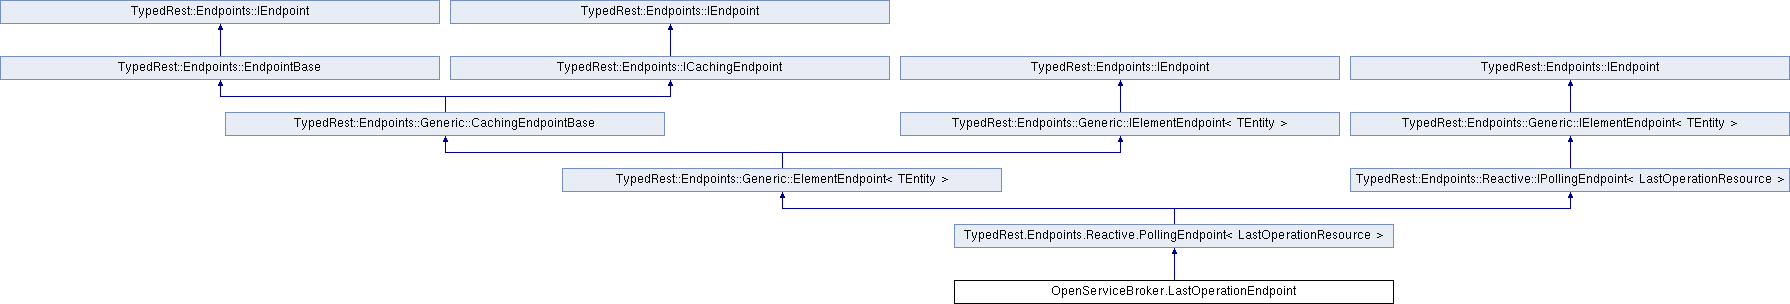 TypedRest::Endpoints::IEndpoint
TypedRest::Endpoints::IEndpoint
TypedRest::Endpoints::EndpointBase
TypedRest::Endpoints::ICachingEndpoint
TypedRest::Endpoints::IEndpoint
TypedRest::Endpoints::IEndpoint
TypedRest::Endpoints::Generic::CachingEndpointBase
TypedRest::Endpoints::Generic::IElementEndpoint< TEntity >
TypedRest::Endpoints::Generic::IElementEndpoint< TEntity >
TypedRest::Endpoints::Generic::ElementEndpoint< TEntity >
TypedRest::Endpoints::Reactive::IPollingEndpoint< LastOperationResource >
TypedRest.Endpoints.Reactive.PollingEndpoint< LastOperationResource >
OpenServiceBroker.LastOperationEndpoint